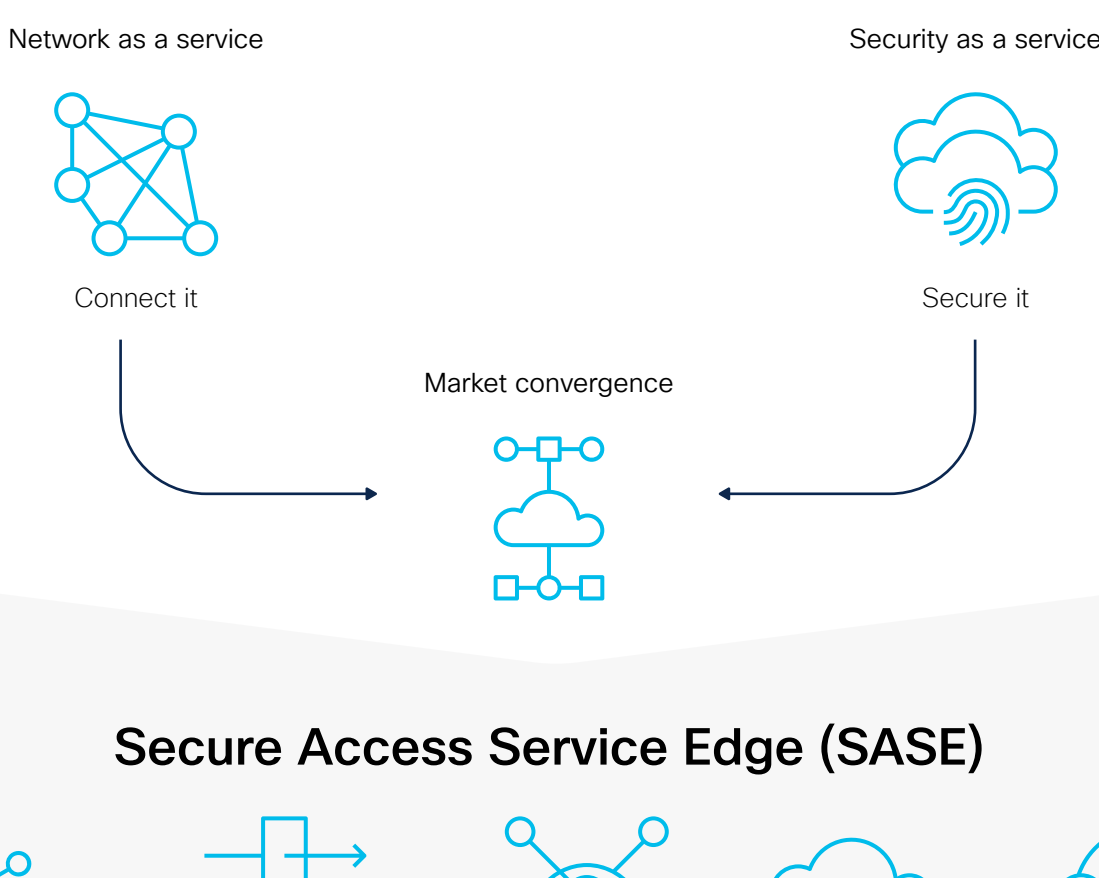 Network as a service
Security as a service
Connect it
Secure it
Market convergence
Secure Access Service Edge (SASE)